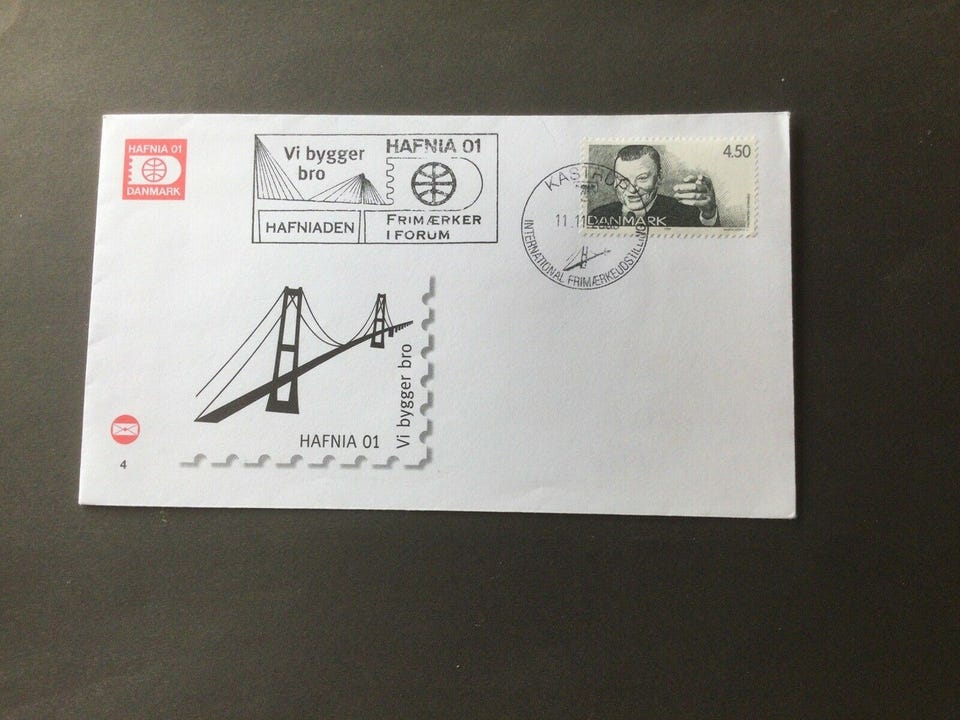 HAFNIA 01
DANMARK
Vi bygger
bro
HAFNIA 01
HAFNIADEN
FRIMÆRKER
I FORUM
4.50
DANMARK
KASTRUP
11.11
INTERNATIONAL FRIMÆRKEUDSTILLING
HAFNIA 01
Vi bygger bro
4